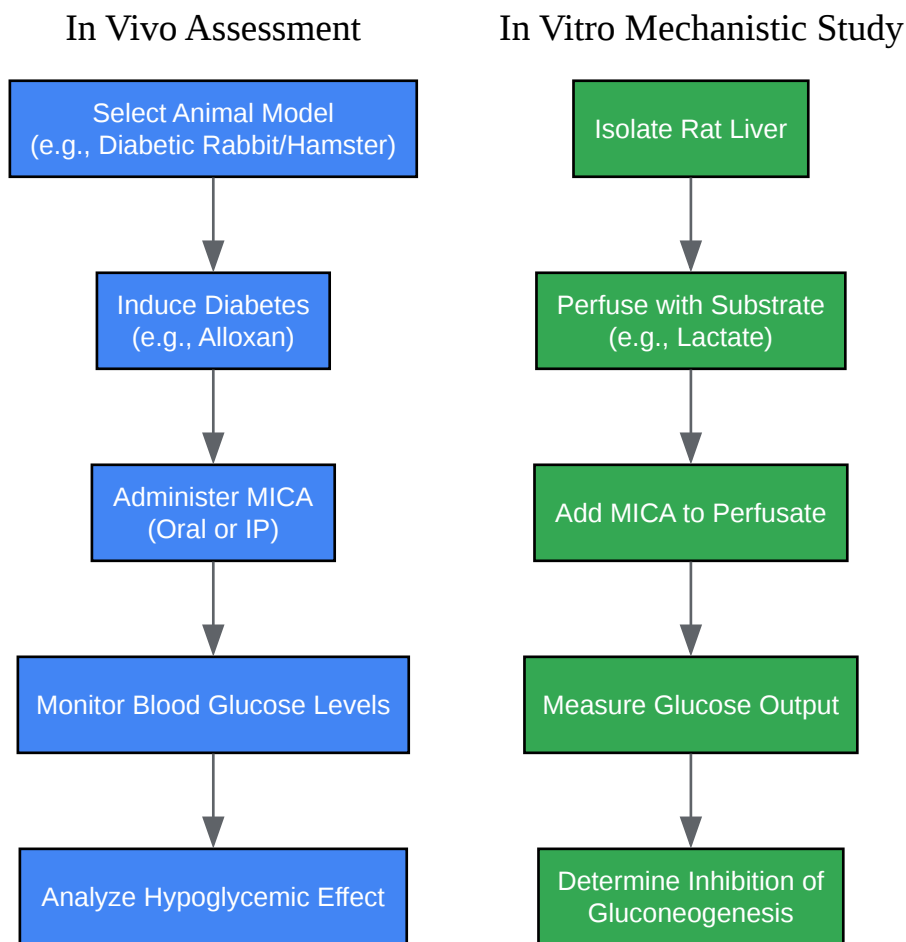 In Vivo Assessment
Select Animal Model
(e.g., Diabetic Rabbit/Hamster)
Induce Diabetes
(e.g., Alloxan)
Administer MICA
(Oral or IP)
Monitor Blood Glucose Levels
Analyze Hypoglycemic Effect
In Vitro Mechanistic Study
Isolate Rat Liver
Perfuse with Substrate
(e.g., Lactate)
Add MICA to Perfusate
Measure Glucose Output
Determine Inhibition of
Gluconeogenesis